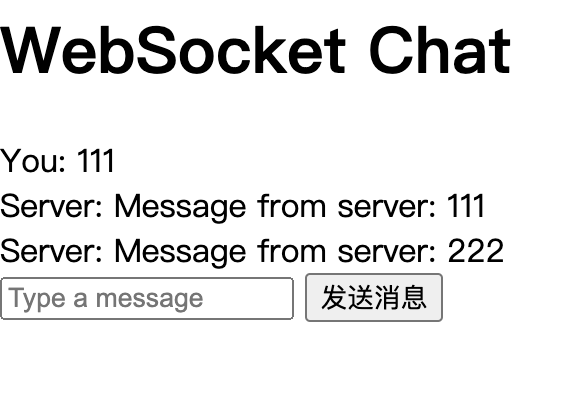 WebSocket Chat
You: 111
Server: Message from server: 111
Server: Message from server: 222
Type a message 发送消息